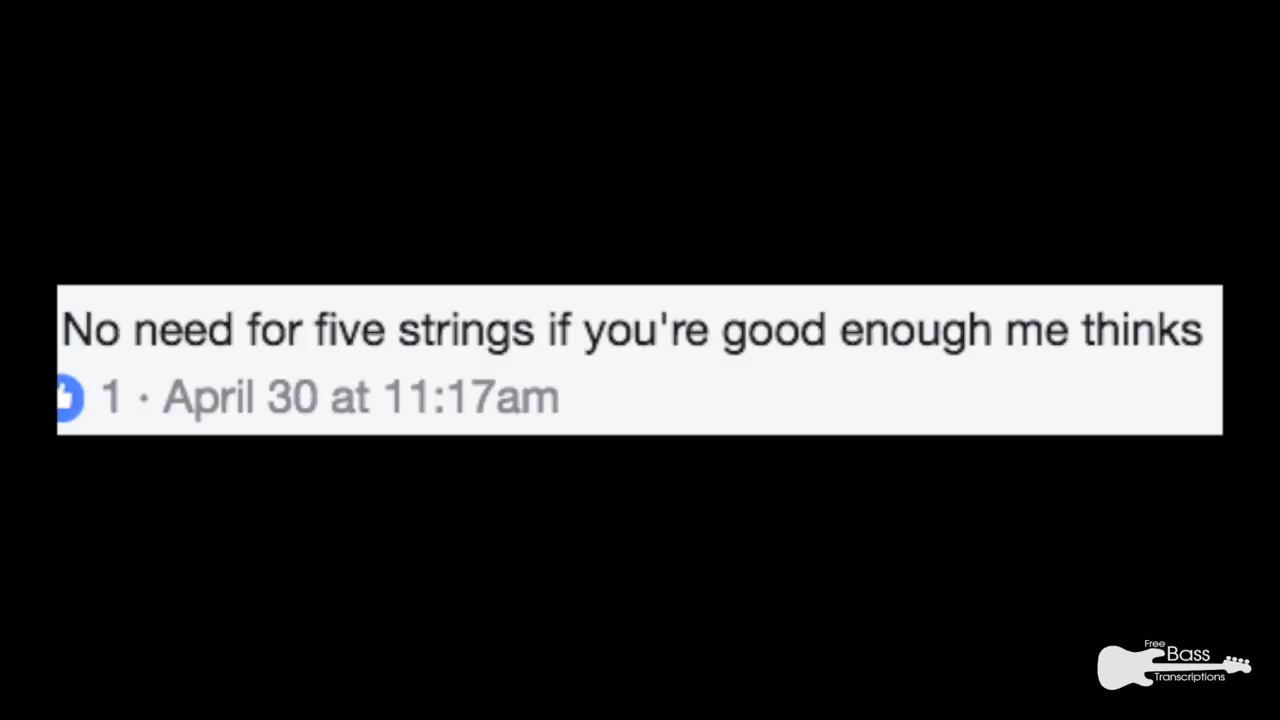 No need for five strings if you're good enough me thinks
1 · April 30 at 11:17am
Free
Bass
Transcriptions